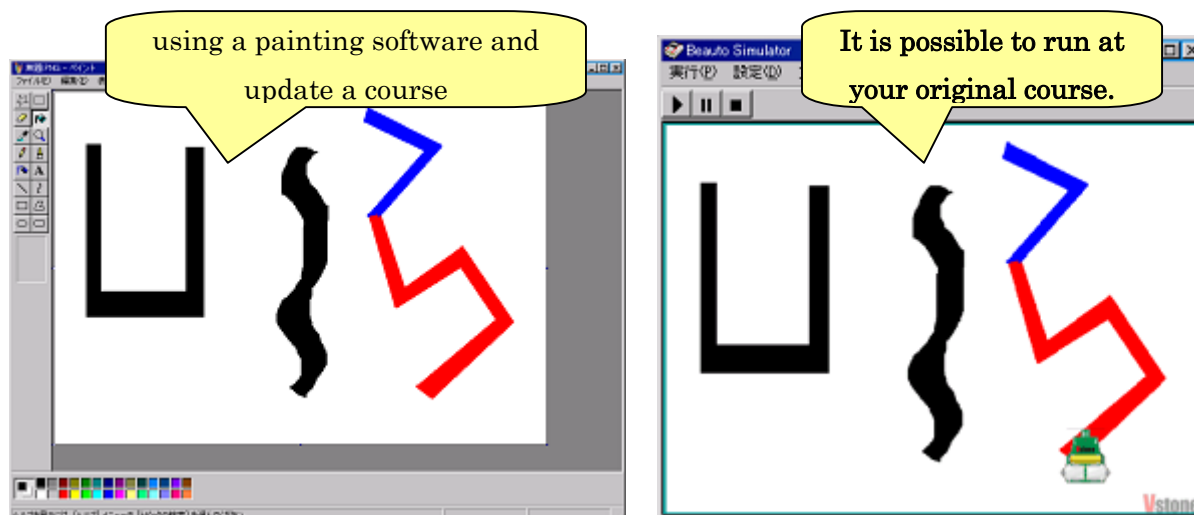 using a painting software and
update a course
It is possible to run at
your original course.
Beauto Simulator
実行(P) 設定(D)
A
Vstone